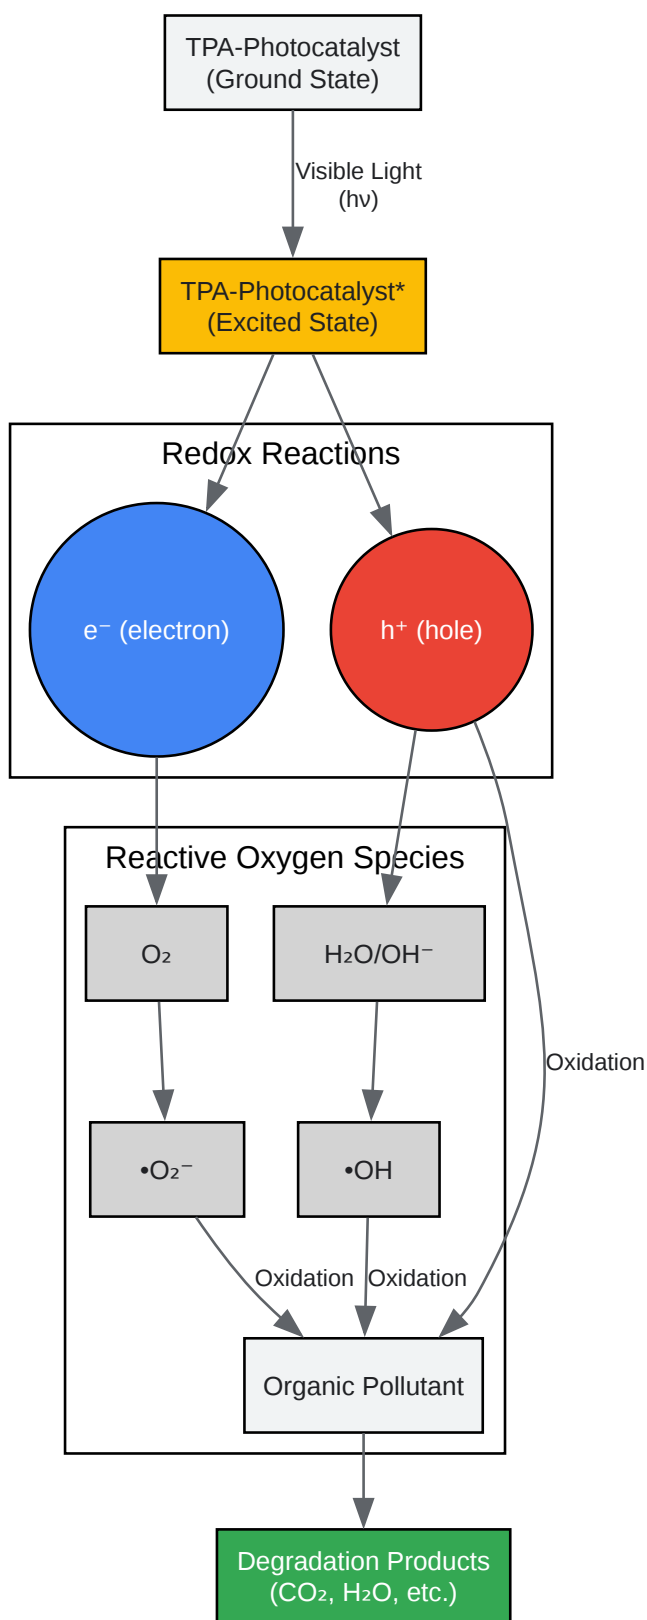 TPA-Photocatalyst
(Ground State)
Visible Light
(hν)
TPA-Photocatalyst*
(Excited State)
Redox Reactions
e⁻ (electron)
h⁺ (hole)
Reactive Oxygen Species
O₂
H₂O/OH⁻
Oxidation
•O₂⁻
•OH
Oxidation
Oxidation
Organic Pollutant
Degradation Products
(CO₂, H₂O, etc.)